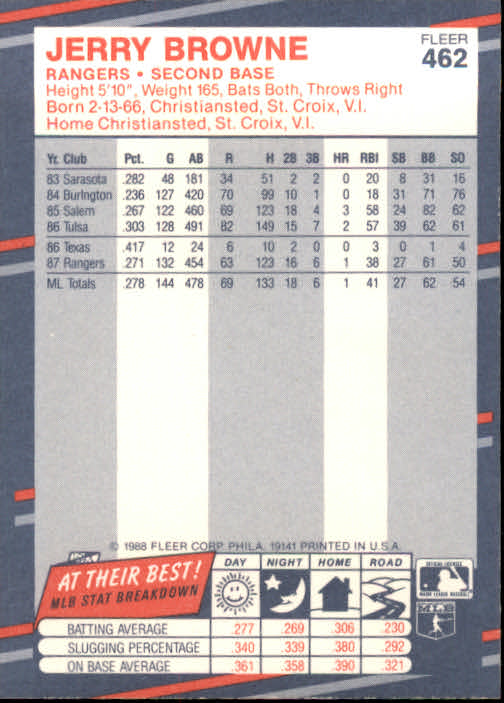 JERRY BROWNE
FLEER
462
RANGERS • SECOND BASE
Height 5'10", Weight 165, Bats Both, Throws Right
Born 2-13-66, Christiansted, St. Croix, V.I.
Home Christiansted, St. Croix, V.I.
Yr. Club Pct. G AB R H 2B 3B HR RBI SB BB SO
83 Sarasota .282 48 181 34 51 2 2 0 20 8 31 16
84 Burlngton .236 127 420 70 99 10 1 0 18 31 71 76
85 Salem .267 122 460 69 123 18 4 3 58 24 82 62
86 Tulsa .303 128 491 82 149 15 7 2 57 39 62 61
86 Texas .417 12 24 6 10 2 0 0 3 0 1 4
87 Rangers .271 132 454 63 123 16 6 1 38 27 61 50
ML Totals .278 144 478 69 133 18 6 1 41 27 62 54
© 1988 FLEER CORP. PHILA. 19141 PRINTED IN U.S.A.
AT THEIR BEST!
MLB STAT BREAKDOWN
DAY NIGHT HOME ROAD
BATTING AVERAGE .277 .269 .306 .230
SLUGGING PERCENTAGE .340 .339 .380 .292
ON BASE AVERAGE .361 .358 .390 .321
OFFICIAL LICENSEE
MAJOR LEAGUE BASEBALL
MLB